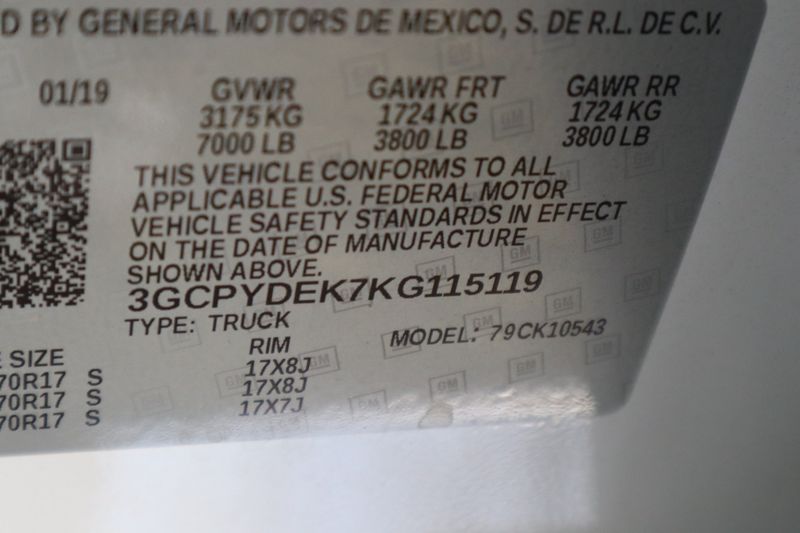 D BY GENERAL MOTORS DE MEXICO, S. DE R.L. DE C.V.
01/19 GVWR GAWR FRT GAWR RR
3175 KG 1724 KG 1724 KG
7000 LB 3800 LB 3800 LB
THIS VEHICLE CONFORMS TO ALL
APPLICABLE U.S. FEDERAL MOTOR
VEHICLE SAFETY STANDARDS IN EFFECT
ON THE DATE OF MANUFACTURE
SHOWN ABOVE.
3GCPYDEK7KG115119
TYPE: TRUCK MODEL: 79CK10543
E SIZE RIM
70R17 S 17X8J
70R17 S 17X8J
70R17 S 17X7J